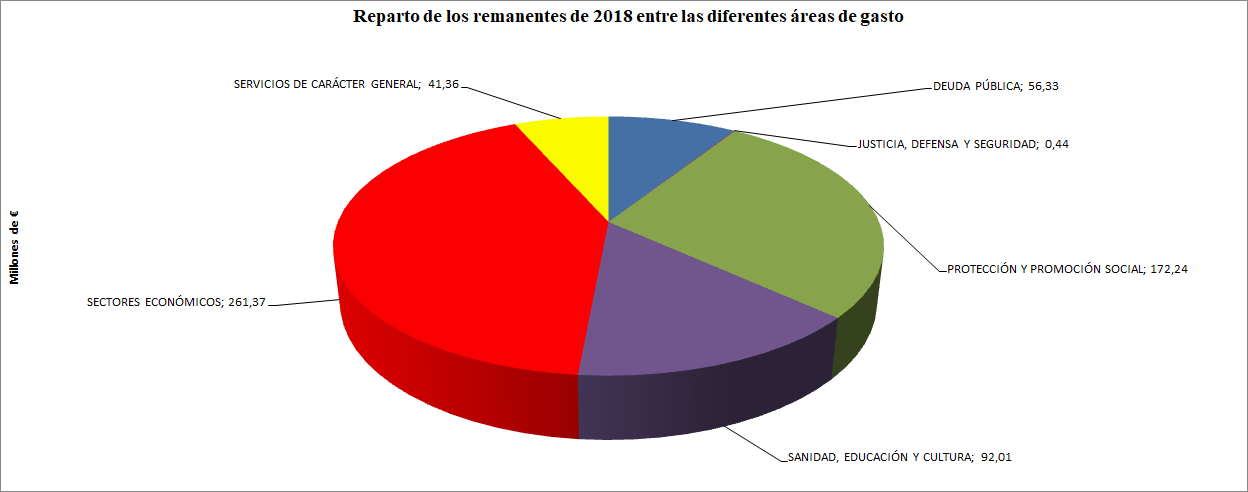 Reparto de los remanentes de 2018 entre las diferentes áreas de gasto
SERVICIOS DE CARÁCTER GENERAL; 41,36
DEUDA PÚBLICA; 56,33
JUSTICIA, DEFENSA Y SEGURIDAD; 0,44
Millones de €
PROTECCIÓN Y PROMOCIÓN SOCIAL; 172,24
SECTORES ECONÓMICOS; 261,37
SANIDAD, EDUCACIÓN Y CULTURA; 92,01